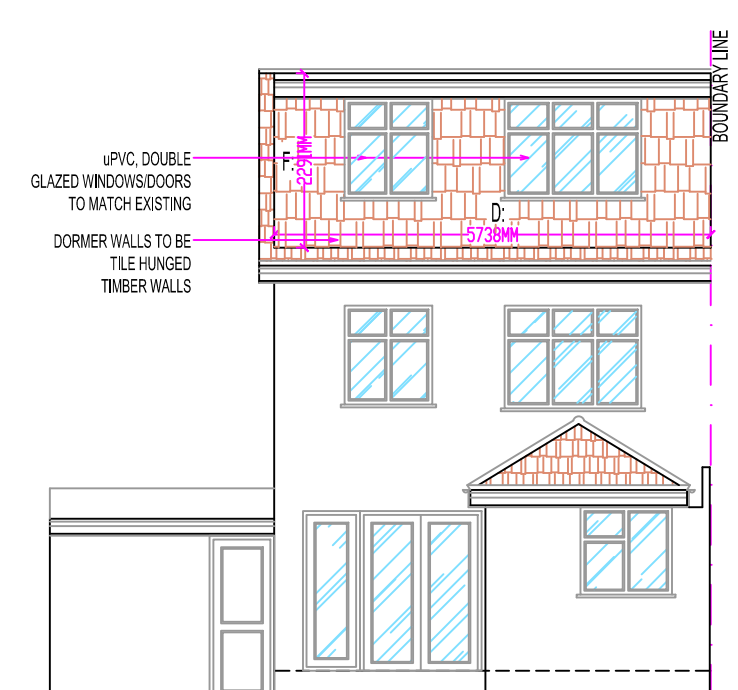 BOUNDARY LINE
uPVC, DOUBLE
GLAZED WINDOWS/DOORS
TO MATCH EXISTING
F:
2291MM
D:
5738MM
DORMER WALLS TO BE
TILE HUNGED
TIMBER WALLS